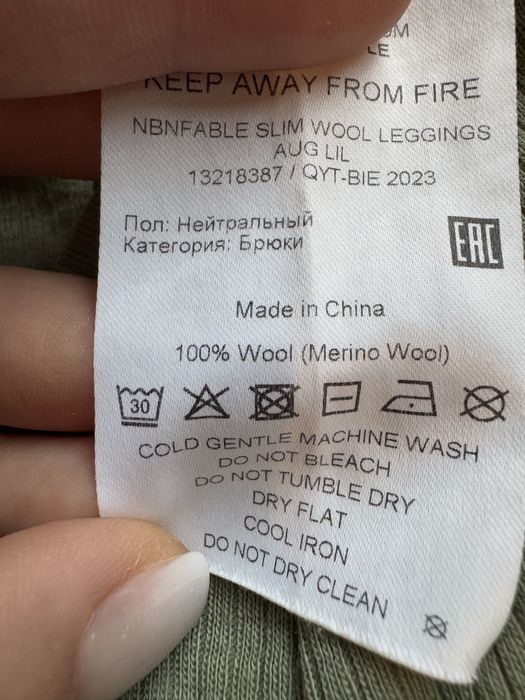 LE
KEEP AWAY FROM FIRE
NBNFABLE SLIM WOOL LEGGINGS
AUG LIL
13218387 / QYT-BIE 2023
Пол: Нейтральный
Категория: Брюки
EAC
Made in China
100% Wool (Merino Wool)
30
COLD GENTLE MACHINE WASH
DO NOT BLEACH
DO NOT TUMBLE DRY
DRY FLAT
COOL IRON
DO NOT DRY CLEAN